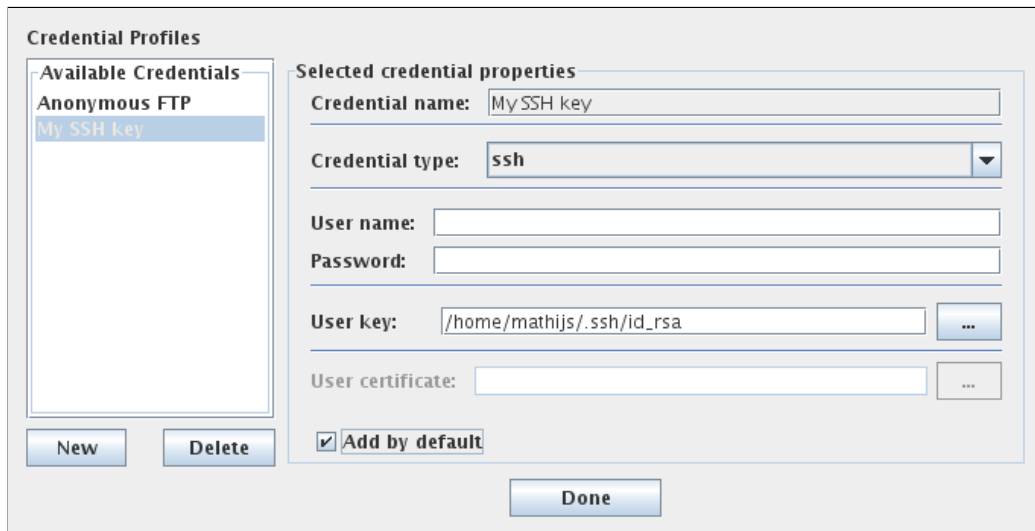 Credential Profiles
Available Credentials
Anonymous FTP
My SSH key
New
Delete
Selected credential properties
Credential name: My SSH key
Credential type: ssh
User name:
Password:
User key: /home/mathijs/.ssh/id_rsa ...
User certificate: ...
Add by default
Done